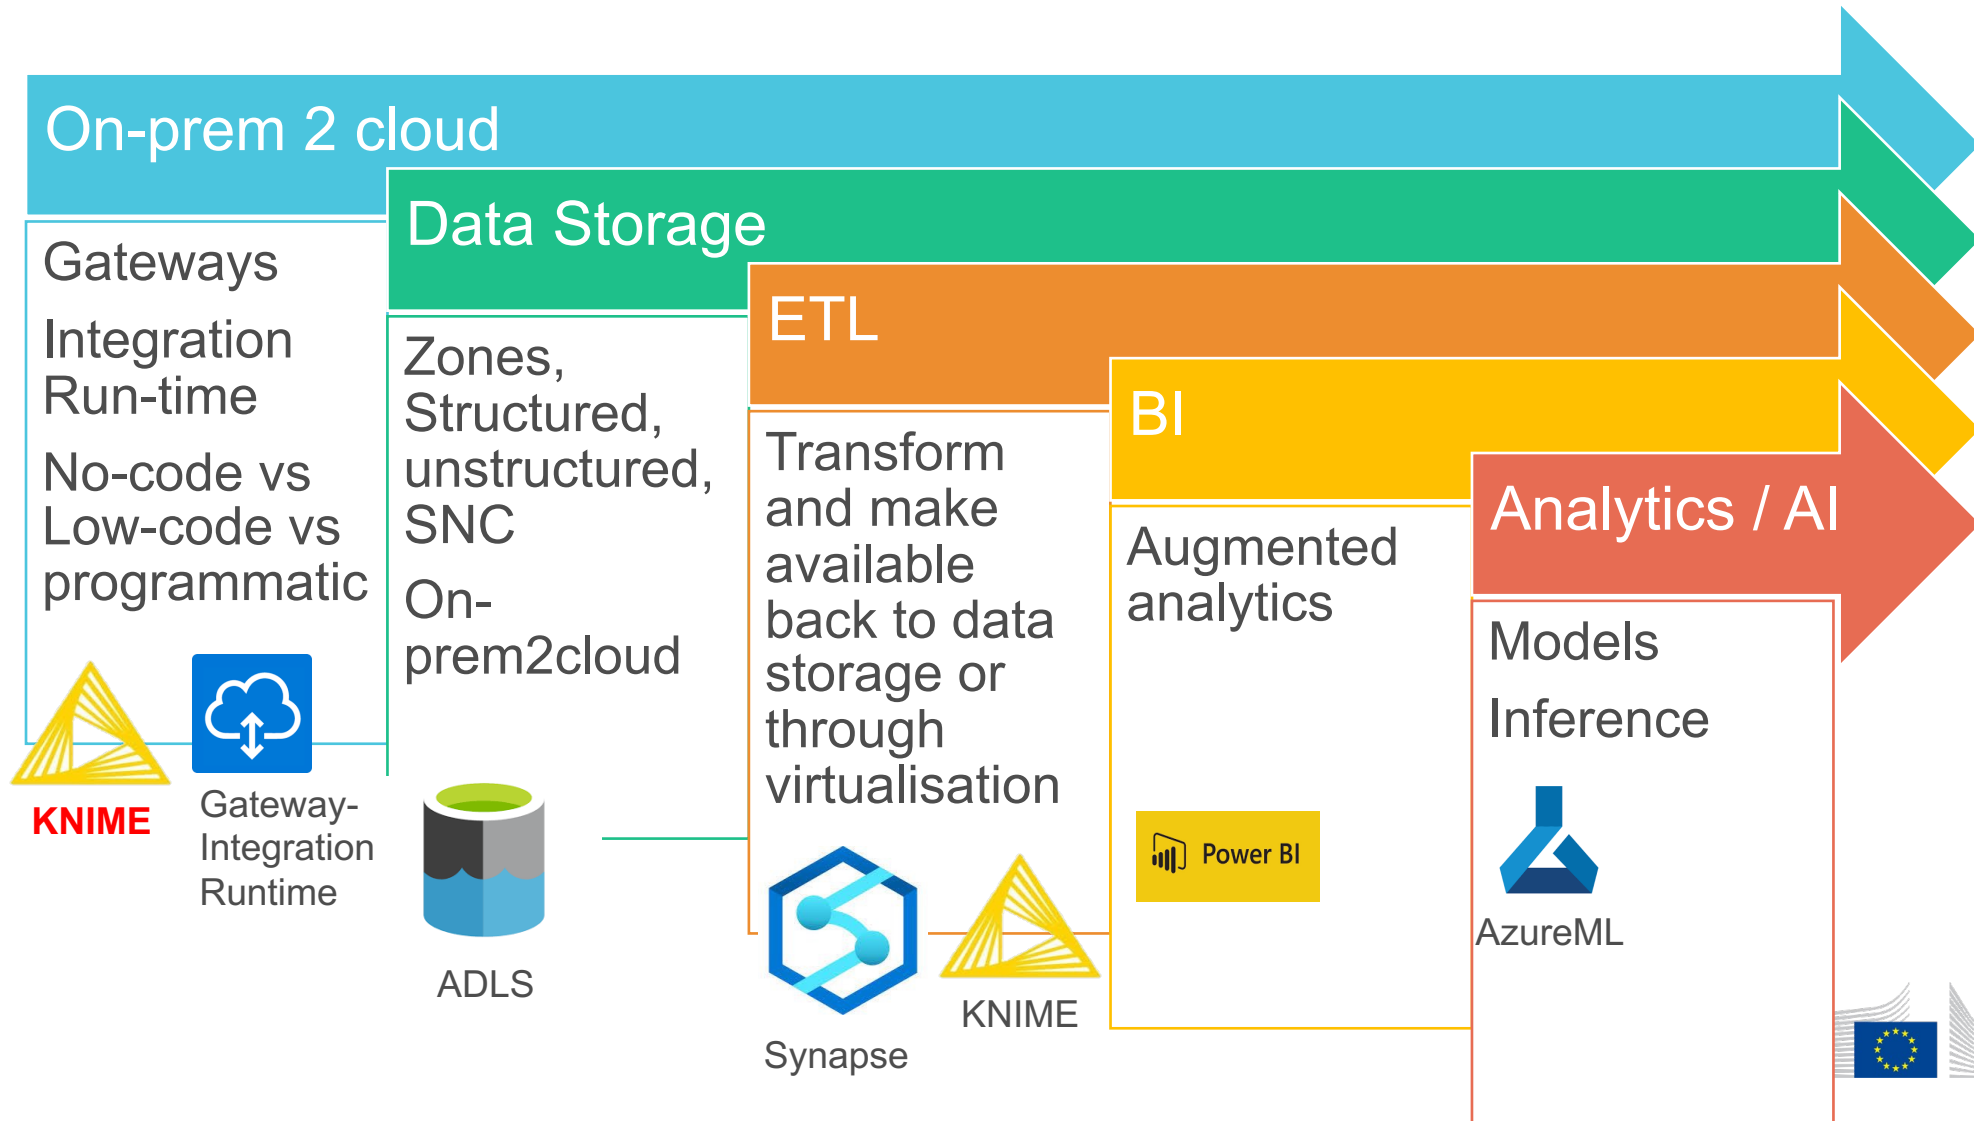 On-prem 2 cloud
Gateways
Integration
Run-time
No-code vs
Low-code vs
programmatic
KNIME
Gateway-
Integration
Runtime
Data Storage
Zones,
Structured,
unstructured,
SNC
On-
prem2cloud
ADLS
ETL
Transform
and make
available
back to data
storage or
through
virtualisation
Synapse
KNIME
BI
Augmented
analytics
Power BI
Analytics / AI
Models
Inference
AzureML